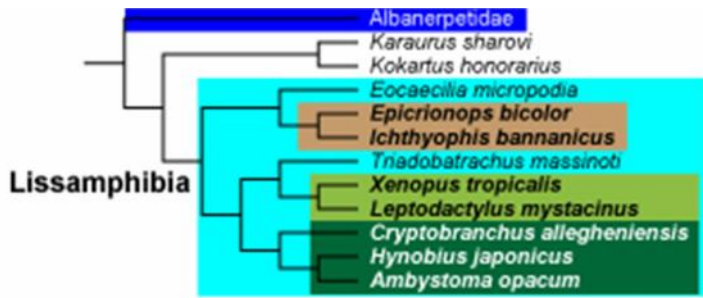 Albanerpetidae
Karaurus sharovi
Kokartus honorarius
Eocaecilia micropodia
Epicrionops bicolor
Ichthyophis bannanicus
Triadobatrachus massinoti
Lissamphibia
Xenopus tropicalis
Leptodactylus mystacinus
Cryptobranchus allegheniensis
Hynobius japonicus
Ambystoma opacum